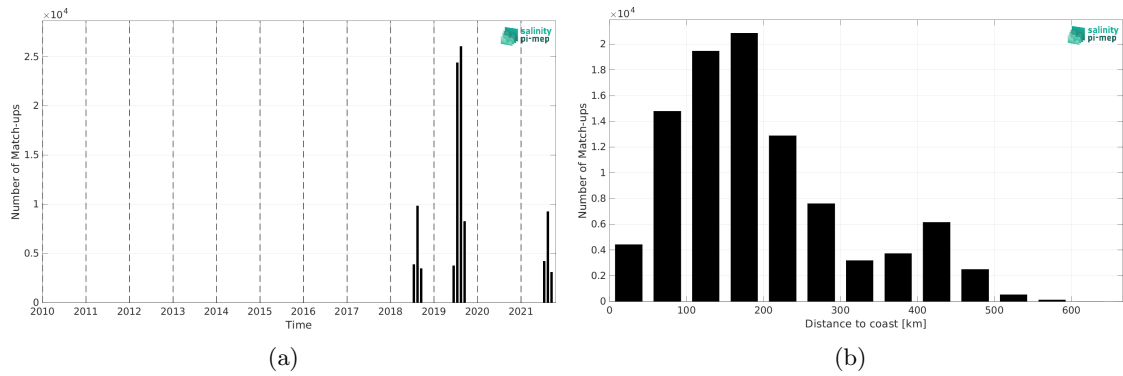 ×10⁴
salinity
pi-mep
Number of Match-ups
2.5
2
1.5
1
0.5
0
2010 2011 2012 2013 2014 2015 2016 2017 2018 2019 2020 2021
Time
(a)
×10⁴
salinity
pi-mep
Number of Match-ups
2
1.8
1.6
1.4
1.2
1
0.8
0.6
0.4
0.2
0
0 100 200 300 400 500 600
Distance to coast [km]
(b)